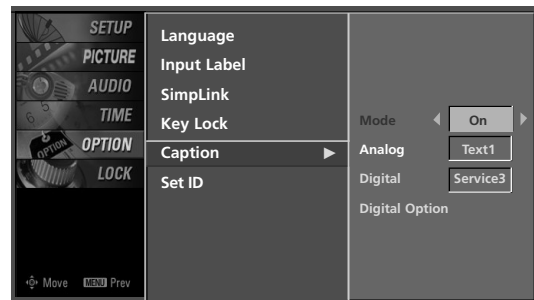 SETUP
PICTURE
AUDIO
TIME
OPTION
LOCK
Move MENU Prev
Language
Input Label
SimpLink
Key Lock
Caption ▶
Set ID
Mode ◀ On ▶
Analog Text1
Digital Service3
Digital Option